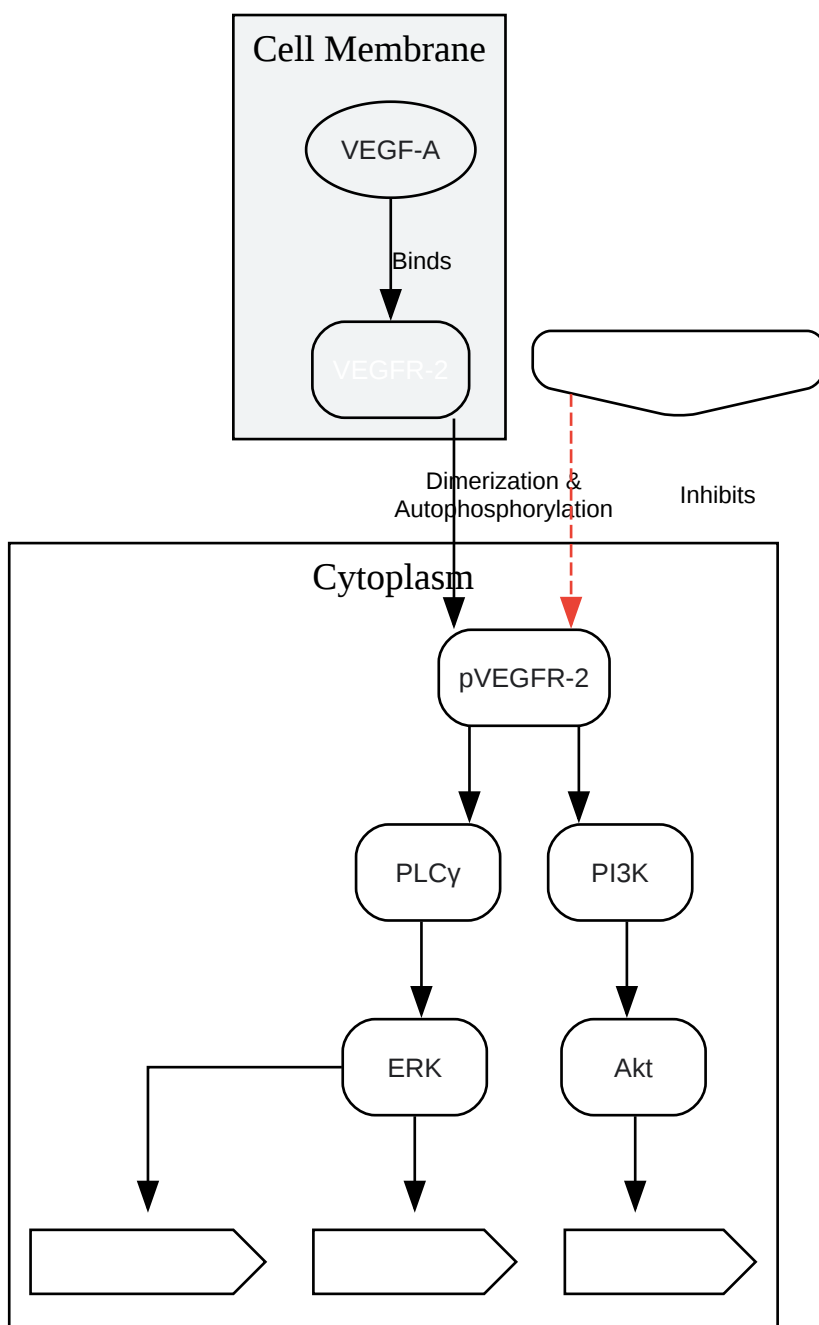 Cell Membrane
VEGF-A
Binds
VEGFR-2
Dimerization &
Autophosphorylation
Inhibits
Cytoplasm
pVEGFR-2
PLCγ
PI3K
ERK
Akt